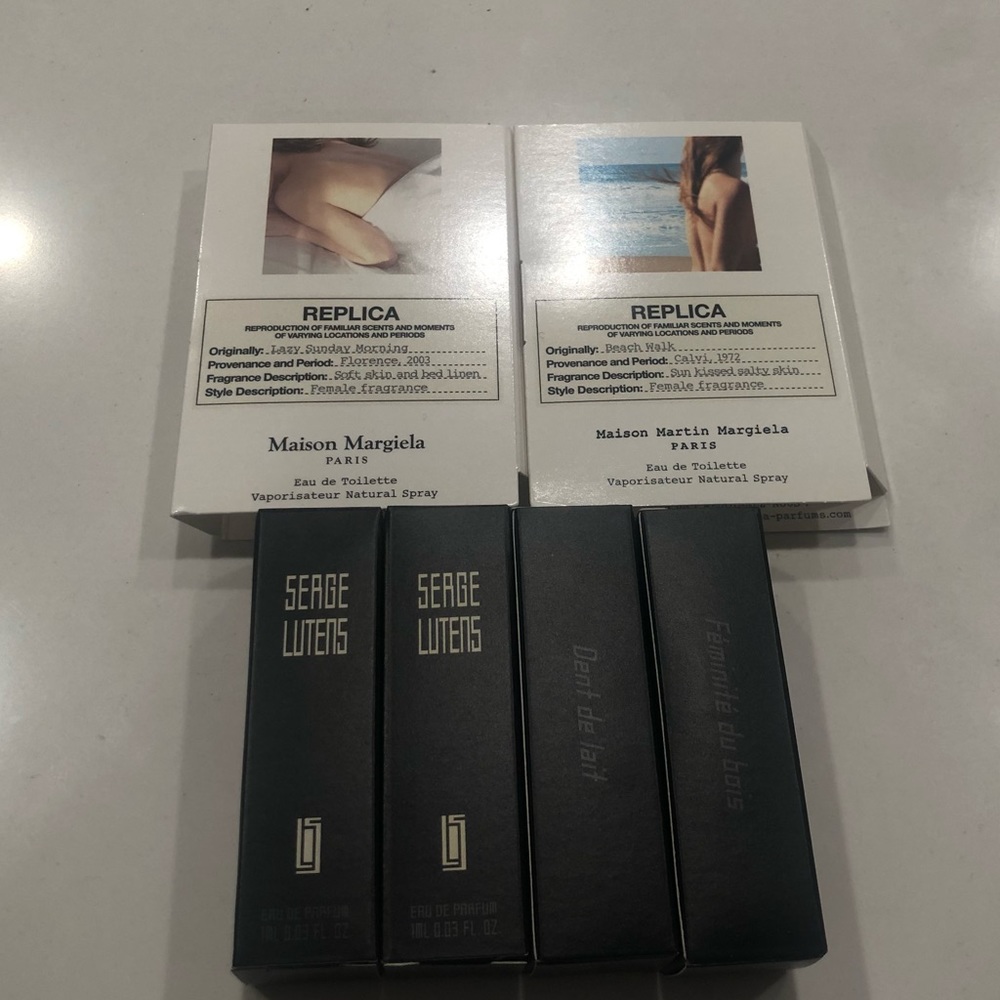 REPLICA
REPRODUCTION OF FAMILIAR SCENTS AND MOMENTS
OF VARYING LOCATIONS AND PERIODS
Originally: Lazy Sunday Morning
Provenance and Period: Florence, 2003
Fragrance Description: Soft skin and bed linen
Style Description: Female fragrance
Maison Margiela
PARIS
Eau de Toilette
Vaporisateur Natural Spray
REPLICA
REPRODUCTION OF FAMILIAR SCENTS AND MOMENTS
OF VARYING LOCATIONS AND PERIODS
Originally: Beach Walk
Provenance and Period: Calvi, 1972
Fragrance Description: Sun kissed salty skin
Style Description: Female fragrance
Maison Martin Margiela
PARIS
Eau de Toilette
Vaporisateur Natural Spray
a-parfums.com
SERGE
LUTENS
EAU DE PARFUM
1ML 0.03 FL. OZ.
SERGE
LUTENS
EAU DE PARFUM
1ML 0.03 FL. OZ.
Dent de lait
Féminité du bois